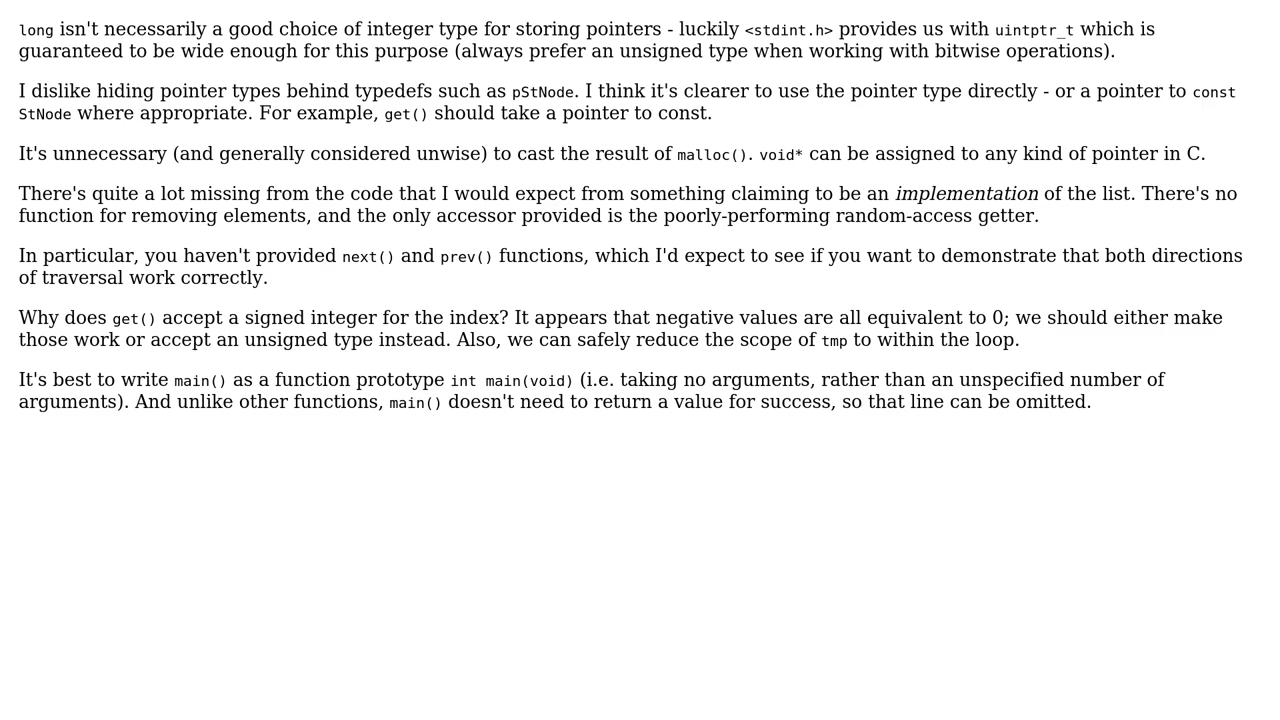 long isn't necessarily a good choice of integer type for storing pointers - luckily <stdint.h> provides us with uintptr_t which is
guaranteed to be wide enough for this purpose (always prefer an unsigned type when working with bitwise operations).
I dislike hiding pointer types behind typedefs such as pStNode. I think it's clearer to use the pointer type directly - or a pointer to const
StNode where appropriate. For example, get() should take a pointer to const.
It's unnecessary (and generally considered unwise) to cast the result of malloc(). void* can be assigned to any kind of pointer in C.
There's quite a lot missing from the code that I would expect from something claiming to be an implementation of the list. There's no
function for removing elements, and the only accessor provided is the poorly-performing random-access getter.
In particular, you haven't provided next() and prev() functions, which I'd expect to see if you want to demonstrate that both directions
of traversal work correctly.
Why does get() accept a signed integer for the index? It appears that negative values are all equivalent to 0; we should either make
those work or accept an unsigned type instead. Also, we can safely reduce the scope of tmp to within the loop.
It's best to write main() as a function prototype int main(void) (i.e. taking no arguments, rather than an unspecified number of
arguments). And unlike other functions, main() doesn't need to return a value for success, so that line can be omitted.